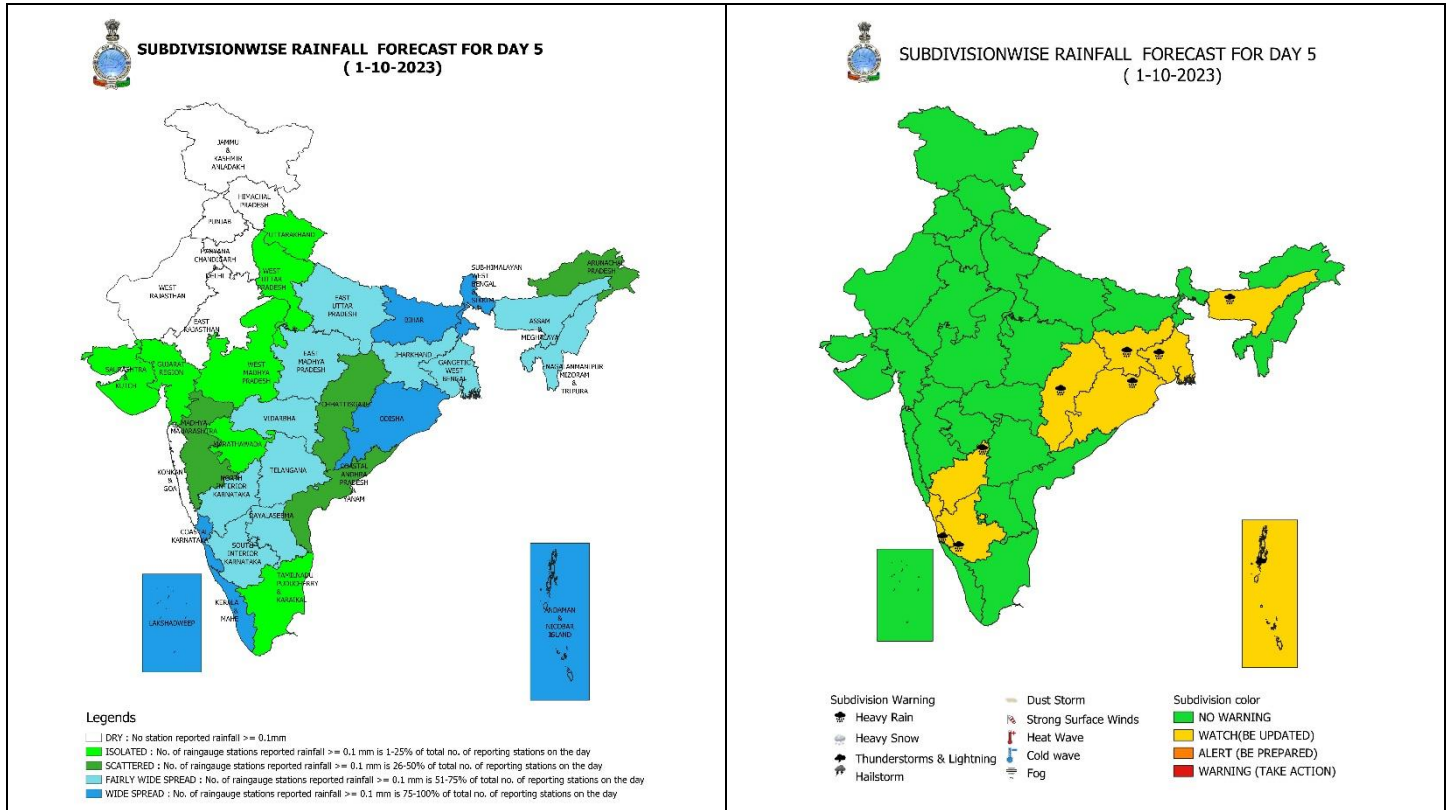 SUBDIVISIONWISE RAINFALL FORECAST FOR DAY 5
( 1-10-2023)
JAMMU
&
KASHMIR
ANLADAKH
HIMACHAL
PRADESH
PUNJAB
UTTARAKHAND
CHANDIGARH
&
DELHI
WEST
UTTAR
PRADESH
WEST
RAJASTHAN
EAST
RAJASTHAN
EAST
UTTAR
PRADESH
SUB-HIMALAYAN
WEST
BENGAL
&
ARUNACHAL
PRADESH
BIHAR
ASSAM
&
MEGHALAYA
SAURASHTRA
&
KUTCH
GUJARAT
REGION
WEST
MADHYA
PRADESH
EAST
MADHYA
PRADESH
JHARKHAND
GANGETIC
WEST
BENGAL
MIZORAM
&
TRIPURA
CHHATTISGARH
VIDARBHA
ODISHA
MADHYA
MAHARASHTRA
MARATHAWADA
TELANGANA
KONKAN
&
GOA
NORTH
INTERIOR
KARNATAKA
COASTAL
ANDHRA
PRADESH
&
YANAM
RAYALASEEMA
COASTAL
KARNATAKA
SOUTH
INTERIOR
KARNATAKA
TAMILNADU
PUDUCHERRY
&
KARAIKAL
KERALA
&
MAHE
LAKSHADWEEP
ANDAMAN
&
NICOBAR
ISLAND
Legends
DRY : No station reported rainfall >= 0.1mm
ISOLATED : No. of raingauge stations reported rainfall >= 0.1 mm is 1-25% of total no. of reporting stations on the day
SCATTERED : No. of raingauge stations reported rainfall >= 0.1 mm is 26-50% of total no. of reporting stations on the day
FAIRLY WIDE SPREAD : No. of raingauge stations reported rainfall >= 0.1 mm is 51-75% of total no. of reporting stations on the day
WIDE SPREAD : No. of raingauge stations reported rainfall >= 0.1 mm is 75-100% of total no. of reporting stations on the day
SUBDIVISIONWISE RAINFALL FORECAST FOR DAY 5
( 1-10-2023)
Subdivision Warning
Heavy Rain
Heavy Snow
Thunderstorms & Lightning
Hailstorm
Dust Storm
Strong Surface Winds
Heat Wave
Cold wave
Fog
Subdivision color
NO WARNING
WATCH(BE UPDATED)
ALERT (BE PREPARED)
WARNING (TAKE ACTION)